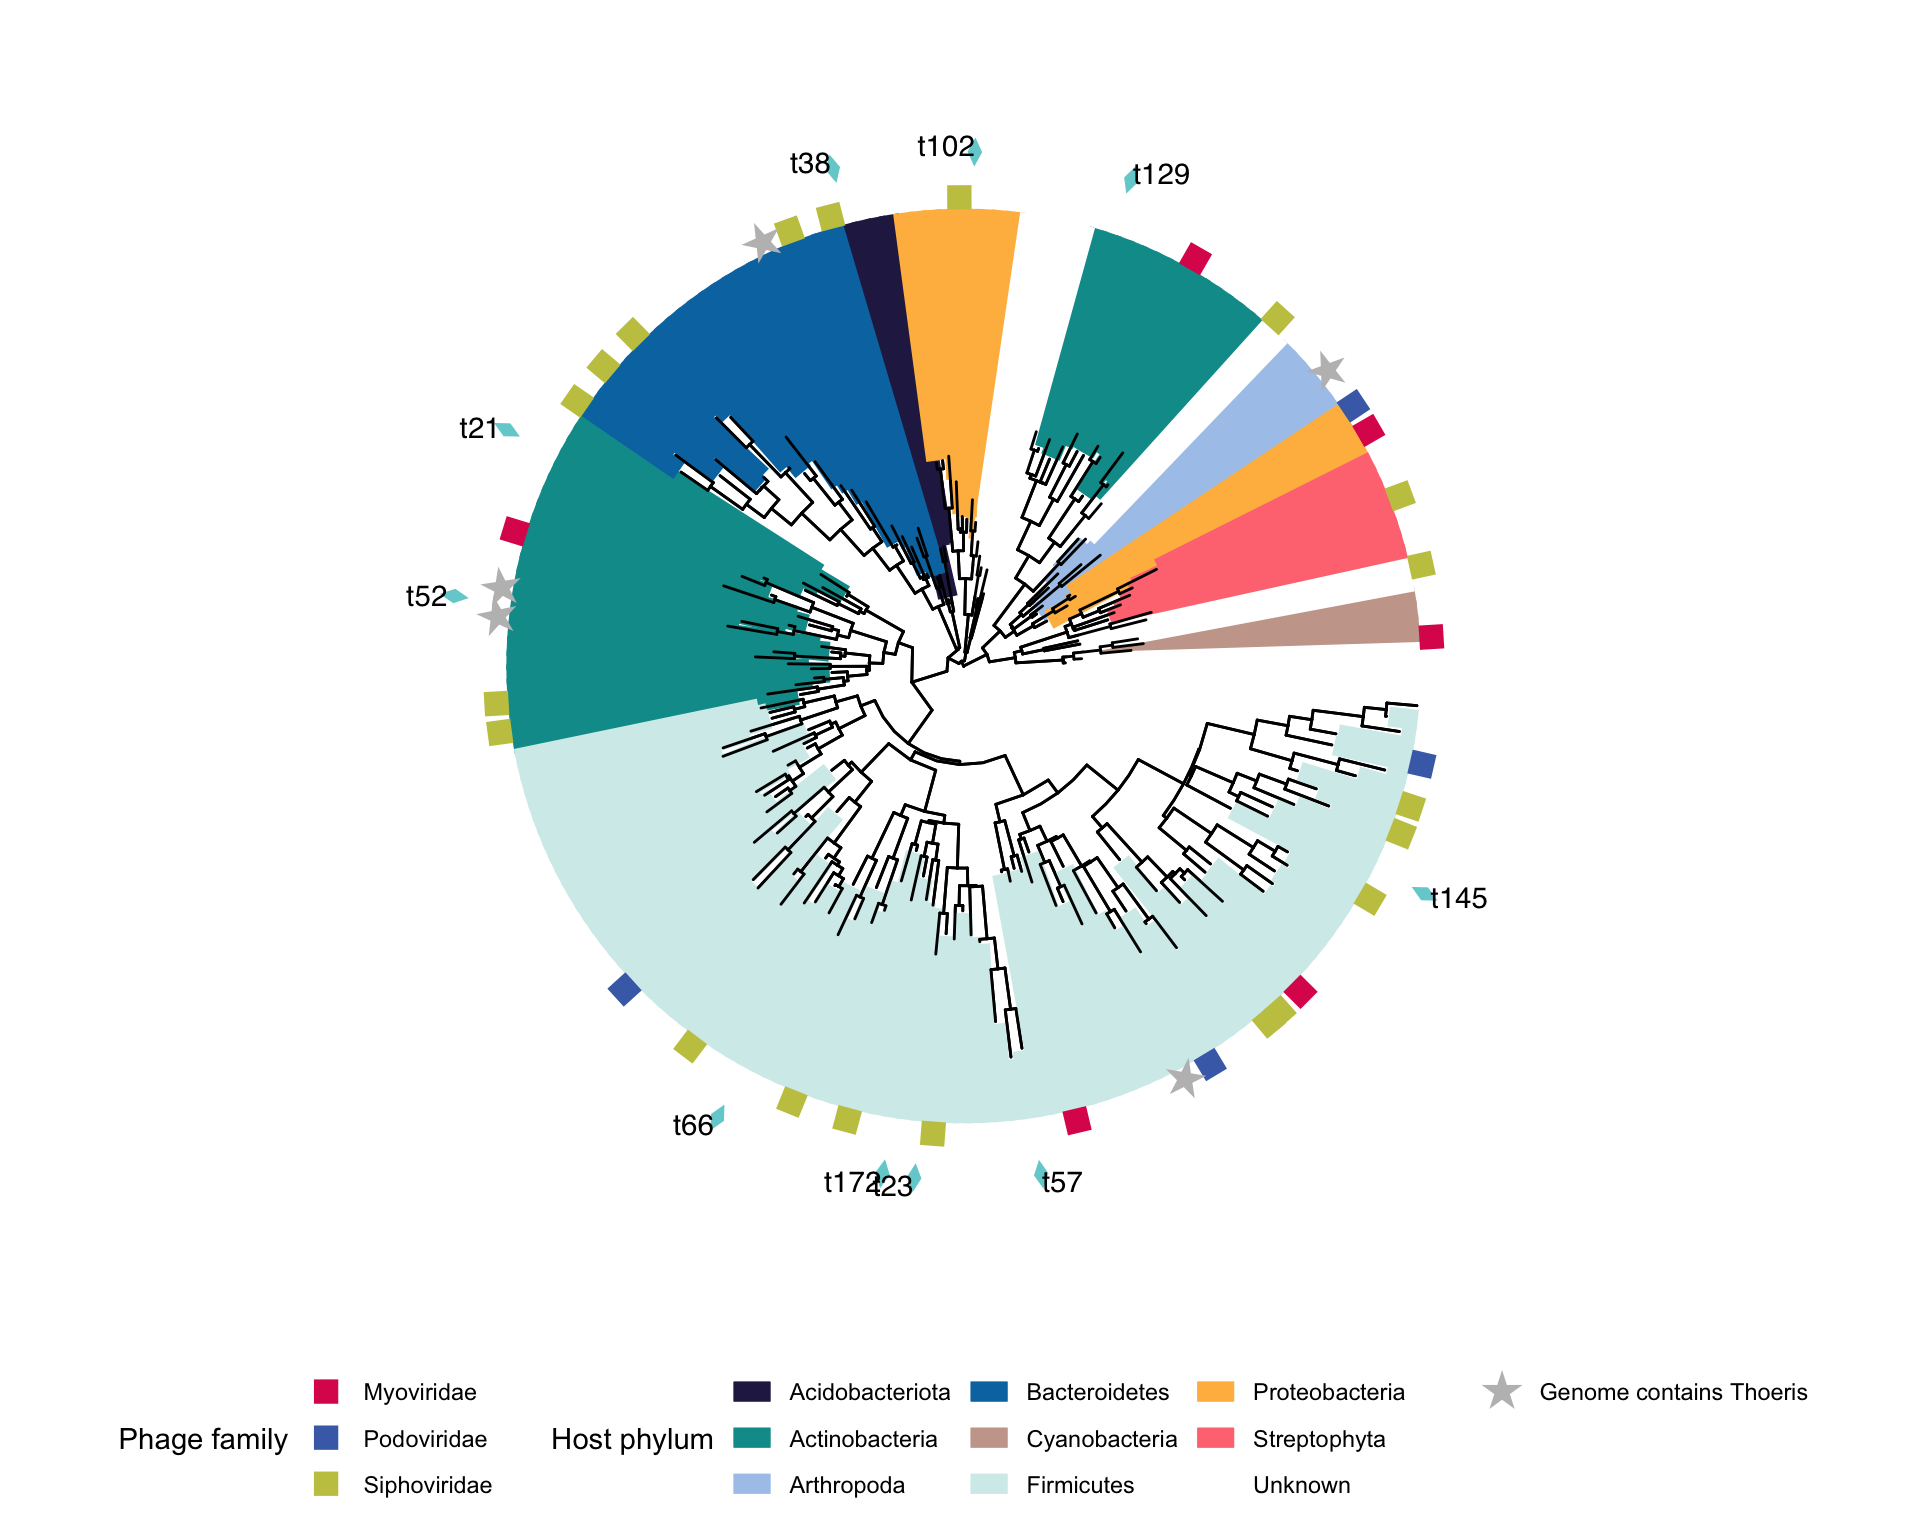 t102
t38
t129
t21
t52
t145
t66
t172
t23
t57
Phage family
Myoviridae
Podoviridae
Siphoviridae
Host phylum
Acidobacteriota
Actinobacteria
Arthropoda
Bacteroidetes
Cyanobacteria
Firmicutes
Proteobacteria
Streptophyta
Unknown
Genome contains Thoeris